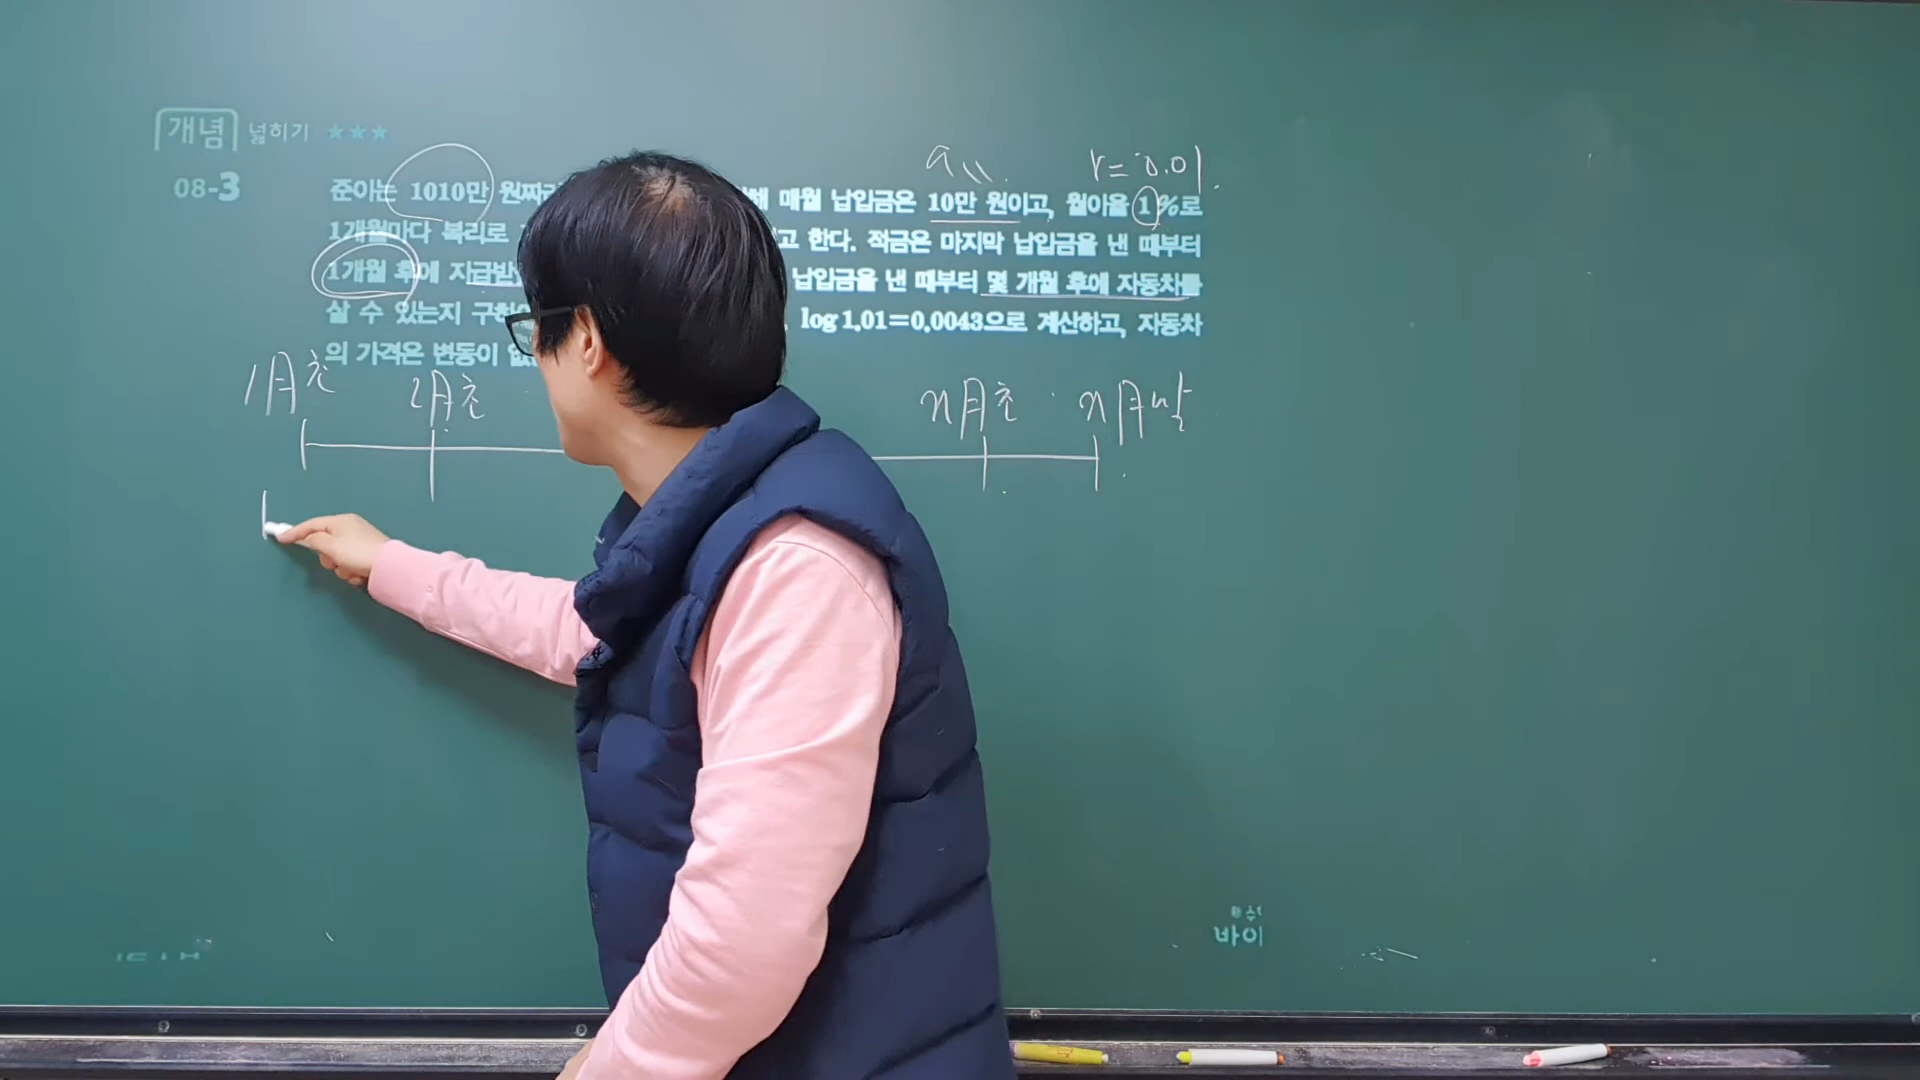 개념 넓히기 ★★★
a
r=0.01
08-3 준아는 1010만 원짜리 매월 납입금은 10만 원이고, 월이율 1%로
1개월마다 복리로 고 한다. 적금은 마지막 납입금을 낸 때부터
1개월 후에 지급받 납입금을 낸 때부터 몇 개월 후에 자동차를
살 수 있는지 구하 log 1.01=0.0043으로 계산하고, 자동차
의 가격은 변동이 없
1月초 2月초 n月초 n月말
바이